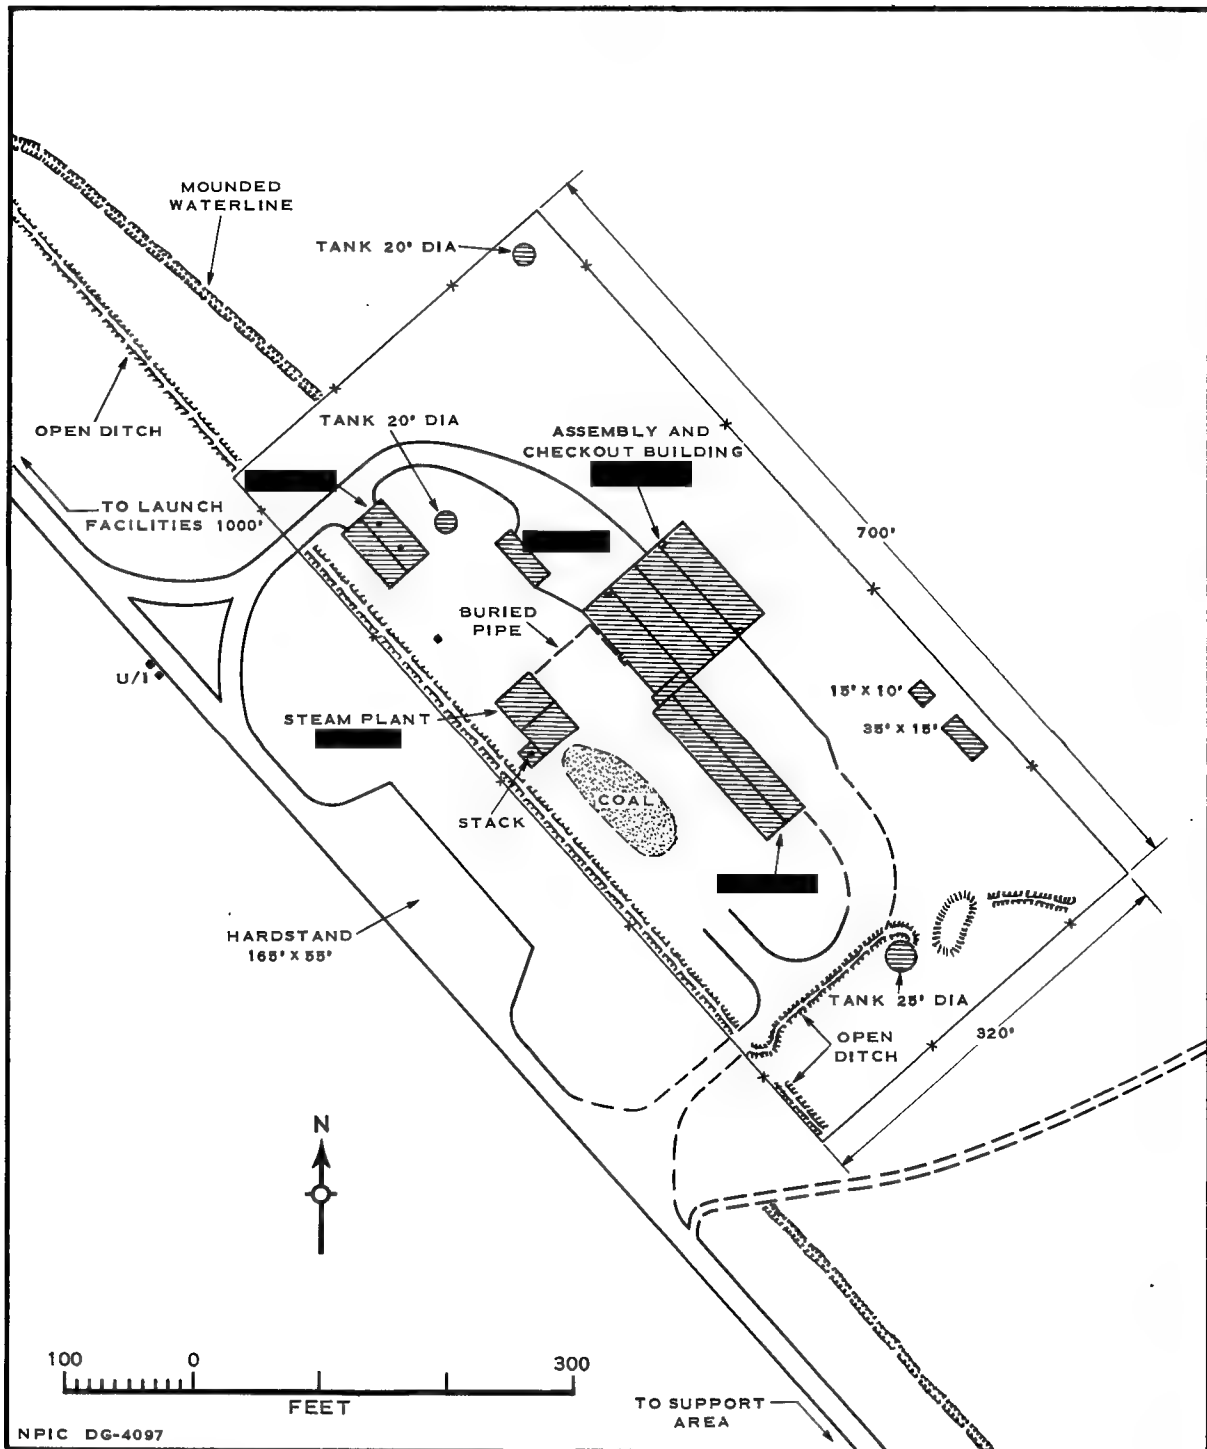 MOUNDED
WATERLINE
TANK 20' DIA
OPEN DITCH
TANK 20' DIA
ASSEMBLY AND
CHECKOUT BUILDING
TO LAUNCH
FACILITIES 1000'
700'
BURIED
PIPE
U/I
15' X 10'
STEAM PLANT
35' X 15'
COAL
STACK
HARDSTAND
165' X 55'
TANK 25' DIA
OPEN
DITCH
320'
N
100 0 300
FEET
TO SUPPORT
AREA
NPIC DG-4097